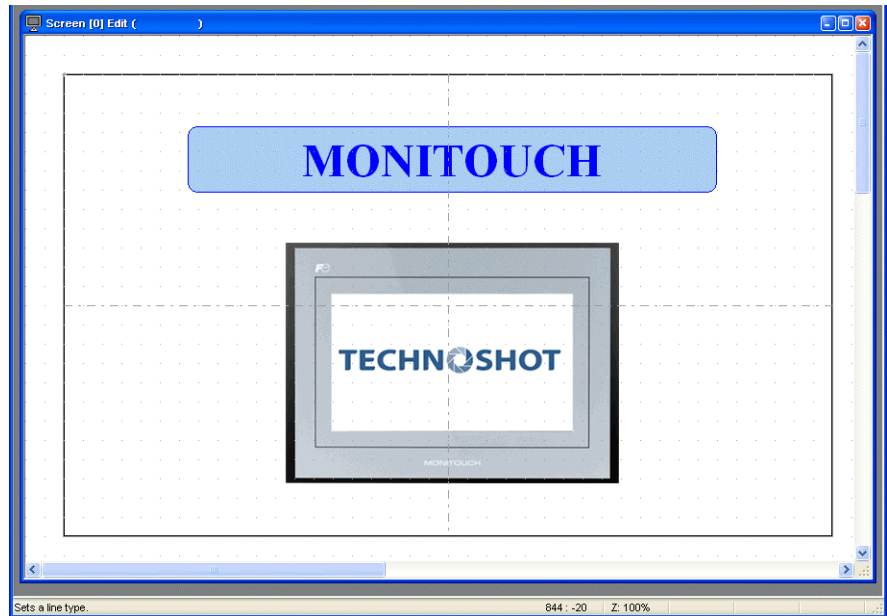 Screen [0] Edit ( )
MONITOUCH
TECHNOSHOT
MONITOUCH
Sets a line type.
844 : -20 Z: 100%